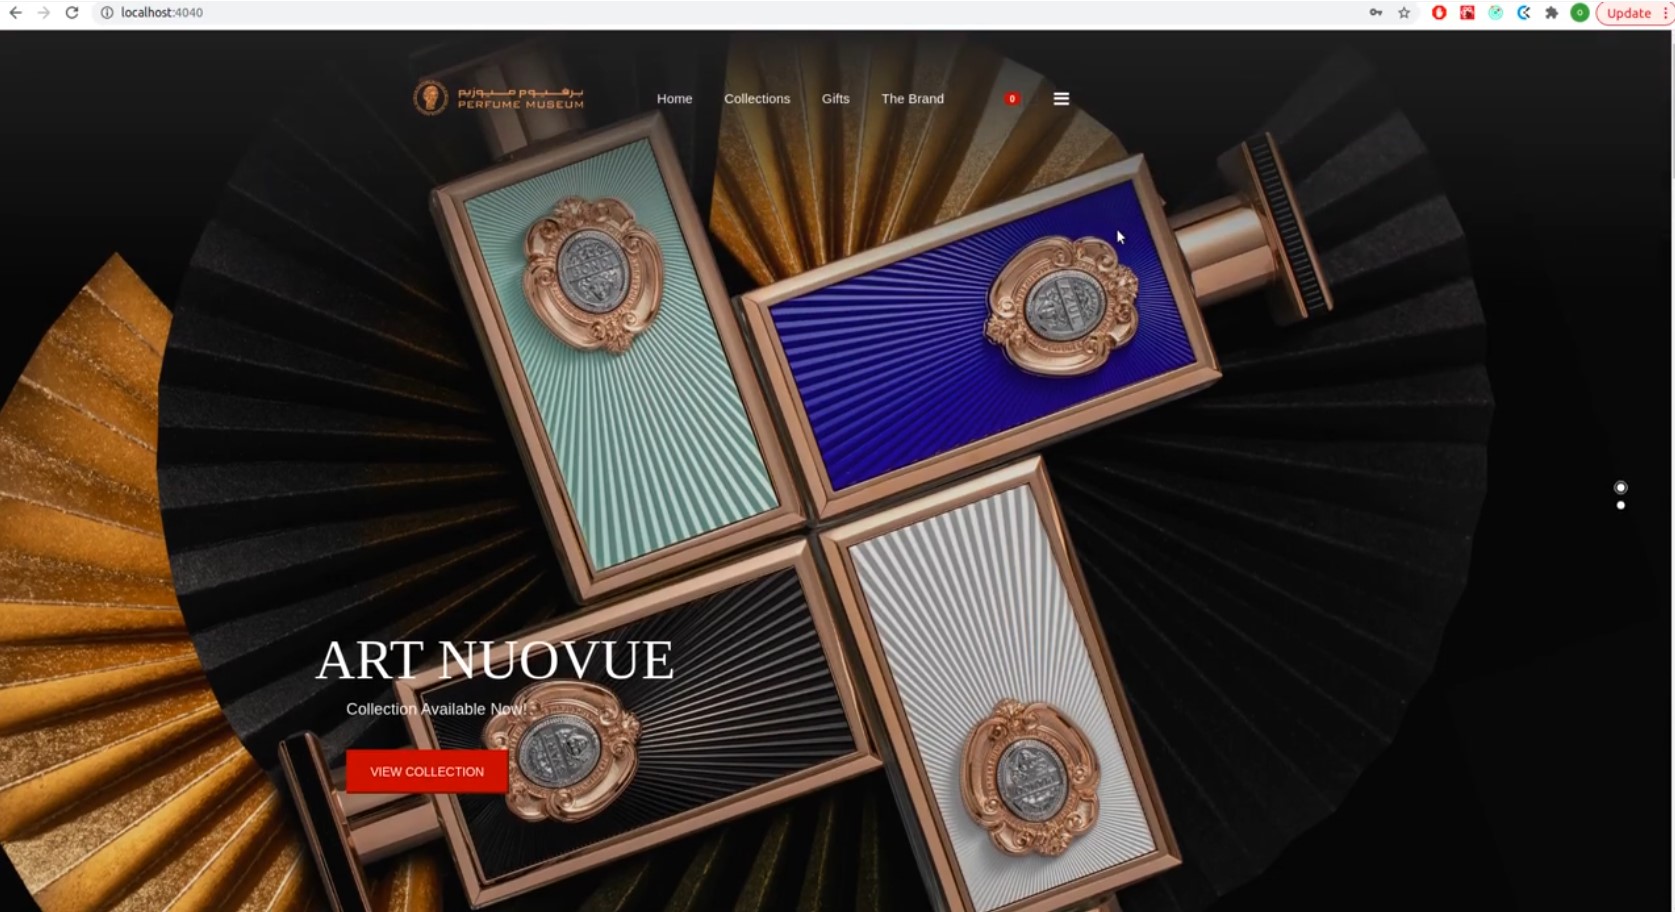 localhost:4040
Update
برفيوم ميوزيم
PERFUME MUSEUM
Home
Collections
Gifts
The Brand
0
ART NUOVUE
Collection Available Now!
VIEW COLLECTION